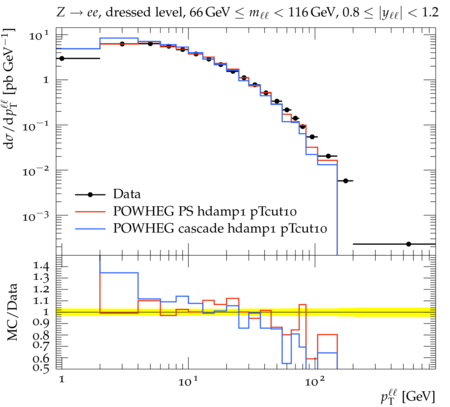 Z → ee, dressed level, 66 GeV ≤ mℓℓ < 116 GeV, 0.8 ≤ |yℓℓ| < 1.2
dσ/dpTℓℓ [pb GeV⁻¹]
10¹
1
10⁻¹
10⁻²
10⁻³
Data
POWHEG PS hdamp1 pTcut10
POWHEG cascade hdamp1 pTcut10
MC/Data
1.4
1.3
1.2
1.1
1
0.9
0.8
0.7
0.6
0.5
1
10¹
10²
pTℓℓ [GeV]